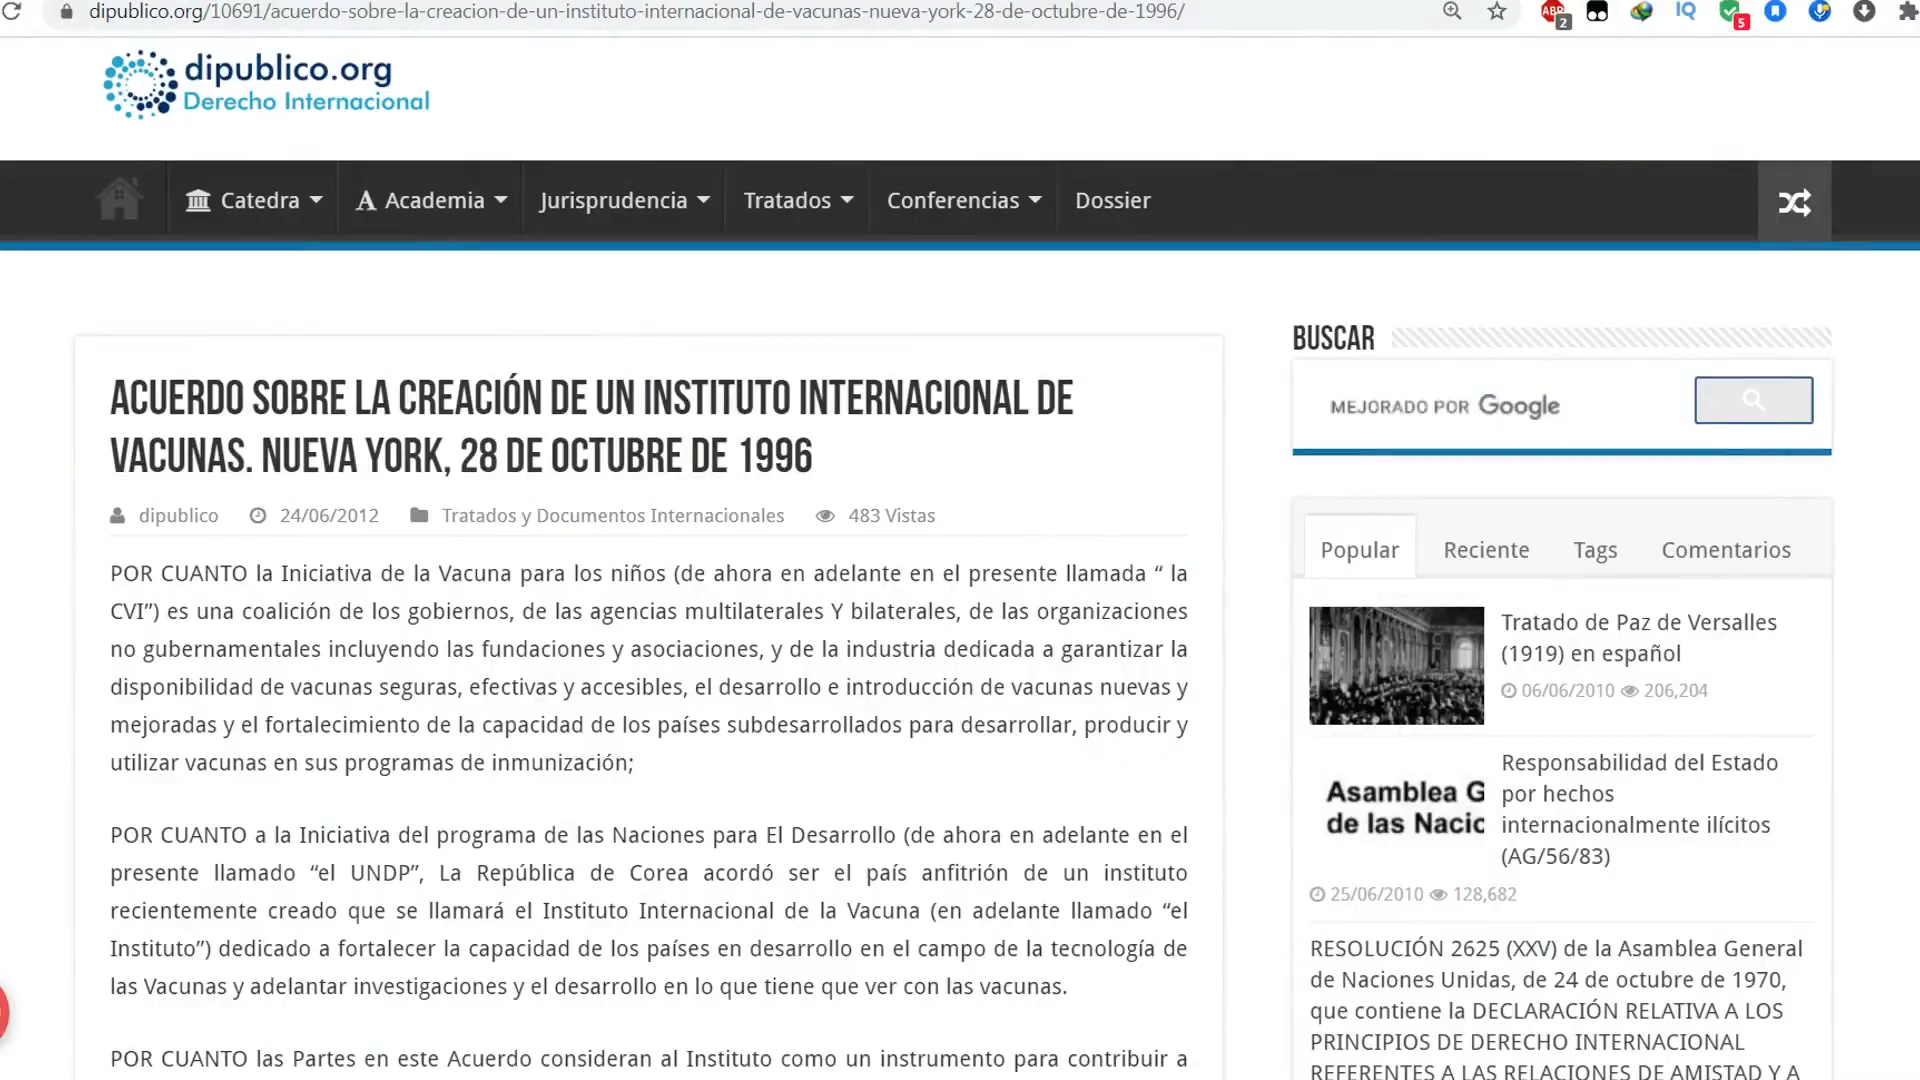 dipublico.org/10691/acuerdo-sobre-la-creacion-de-un-instituto-internacional-de-vacunas-nueva-york-28-de-octubre-de-1996/
ABP
2
IQ
5
dipublico.org
Derecho Internacional
Catedra
Academia
Jurisprudencia
Tratados
Conferencias
Dossier
ACUERDO SOBRE LA CREACIÓN DE UN INSTITUTO INTERNACIONAL DE
VACUNAS. NUEVA YORK, 28 DE OCTUBRE DE 1996
dipublico 24/06/2012 Tratados y Documentos Internacionales 483 Vistas
POR CUANTO la Iniciativa de la Vacuna para los niños (de ahora en adelante en el presente llamada “ la
CVI”) es una coalición de los gobiernos, de las agencias multilaterales Y bilaterales, de las organizaciones
no gubernamentales incluyendo las fundaciones y asociaciones, y de la industria dedicada a garantizar la
disponibilidad de vacunas seguras, efectivas y accesibles, el desarrollo e introducción de vacunas nuevas y
mejoradas y el fortalecimiento de la capacidad de los países subdesarrollados para desarrollar, producir y
utilizar vacunas en sus programas de inmunización;
POR CUANTO a la Iniciativa del programa de las Naciones para El Desarrollo (de ahora en adelante en el
presente llamado “el UNDP”, La República de Corea acordó ser el país anfitrión de un instituto
recientemente creado que se llamará el Instituto Internacional de la Vacuna (en adelante llamado “el
Instituto”) dedicado a fortalecer la capacidad de los países en desarrollo en el campo de la tecnología de
las Vacunas y adelantar investigaciones y el desarrollo en lo que tiene que ver con las vacunas.
POR CUANTO las Partes en este Acuerdo consideran al Instituto como un instrumento para contribuir a
BUSCAR
MEJORADO POR Google
Popular
Reciente
Tags
Comentarios
Tratado de Paz de Versalles
(1919) en español
06/06/2010 206,204
Asamblea G
de las Nacio
Responsabilidad del Estado
por hechos
internacionalmente ilícitos
(AG/56/83)
25/06/2010 128,682
RESOLUCIÓN 2625 (XXV) de la Asamblea General
de Naciones Unidas, de 24 de octubre de 1970,
que contiene la DECLARACIÓN RELATIVA A LOS
PRINCIPIOS DE DERECHO INTERNACIONAL
REFERENTES A LAS RELACIONES DE AMISTAD Y A